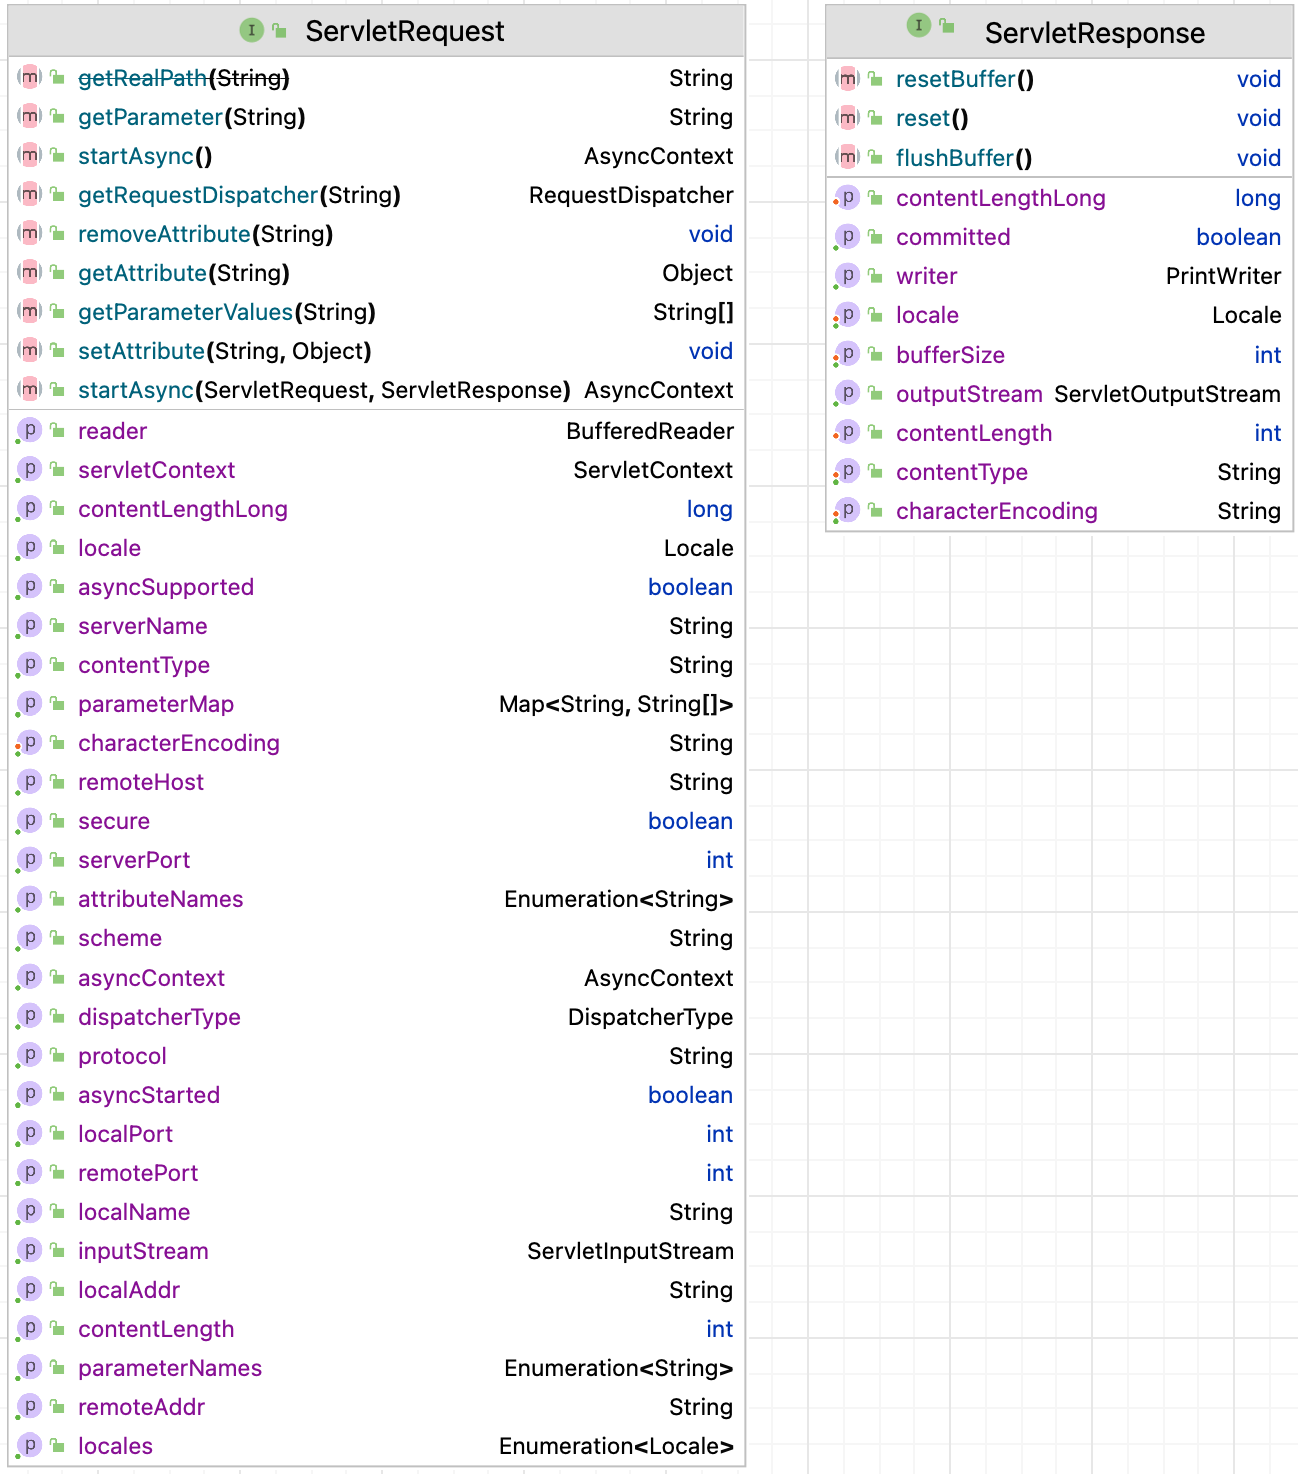 ServletRequest
getRealPath(String) String
getParameter(String) String
startAsync() AsyncContext
getRequestDispatcher(String) RequestDispatcher
removeAttribute(String) void
getAttribute(String) Object
getParameterValues(String) String[]
setAttribute(String, Object) void
startAsync(ServletRequest, ServletResponse) AsyncContext
reader BufferedReader
servletContext ServletContext
contentLengthLong long
locale Locale
asyncSupported boolean
serverName String
contentType String
parameterMap Map<String, String[]>
characterEncoding String
remoteHost String
secure boolean
serverPort int
attributeNames Enumeration<String>
scheme String
asyncContext AsyncContext
dispatcherType DispatcherType
protocol String
asyncStarted boolean
localPort int
remotePort int
localName String
inputStream ServletInputStream
localAddr String
contentLength int
parameterNames Enumeration<String>
remoteAddr String
locales Enumeration<Locale>
ServletResponse
resetBuffer() void
reset() void
flushBuffer() void
contentLengthLong long
committed boolean
writer PrintWriter
locale Locale
bufferSize int
outputStream ServletOutputStream
contentLength int
contentType String
characterEncoding String